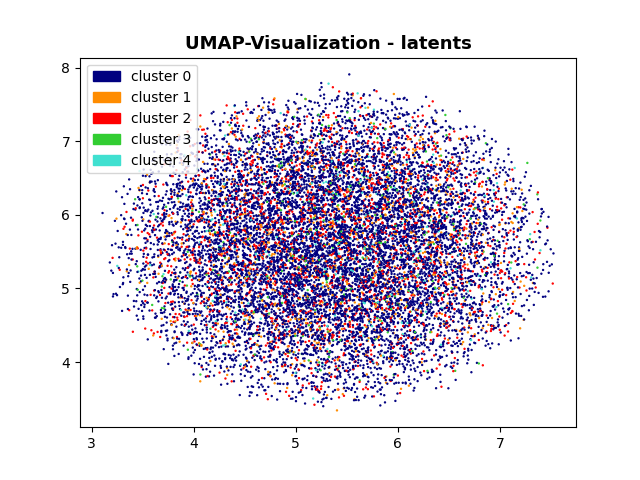 UMAP-Visualization - latents
cluster 0
cluster 1
cluster 2
cluster 3
cluster 4
8
7
6
5
4
3 4 5 6 7